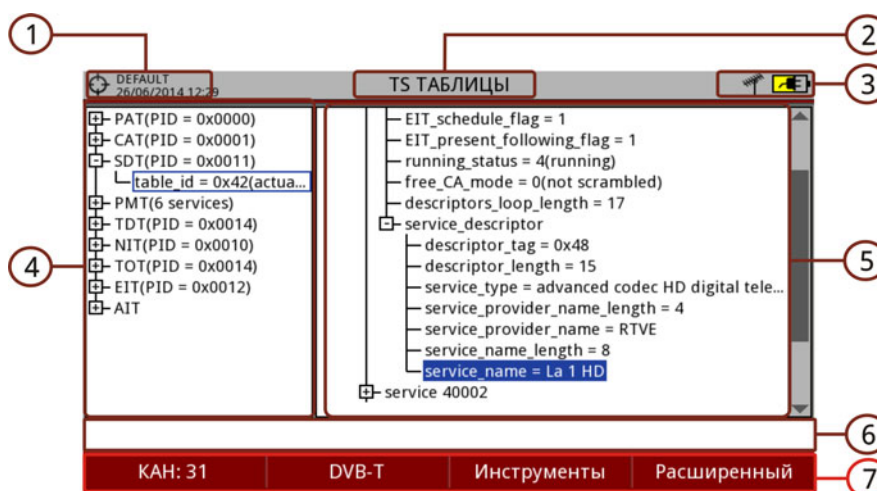 1
2
DEFAULT
26/06/2014 12:29
TS ТАБЛИЦЫ
3
PAT(PID = 0x0000)
CAT(PID = 0x0001)
SDT(PID = 0x0011)
table_id = 0x42(actua...
PMT(6 services)
TDT(PID = 0x0014)
NIT(PID = 0x0010)
TOT(PID = 0x0014)
EIT(PID = 0x0012)
AIT
4
EIT_schedule_flag = 1
EIT_present_following_flag = 1
running_status = 4(running)
free_CA_mode = 0(not scrambled)
descriptors_loop_length = 17
service_descriptor
descriptor_tag = 0x48
descriptor_length = 15
service_type = advanced codec HD digital tele...
service_provider_name_length = 4
service_provider_name = RTVE
service_name_length = 8
service_name = La 1 HD
service 40002
5
6
КАН: 31
DVB-T
Инструменты
Расширенный
7